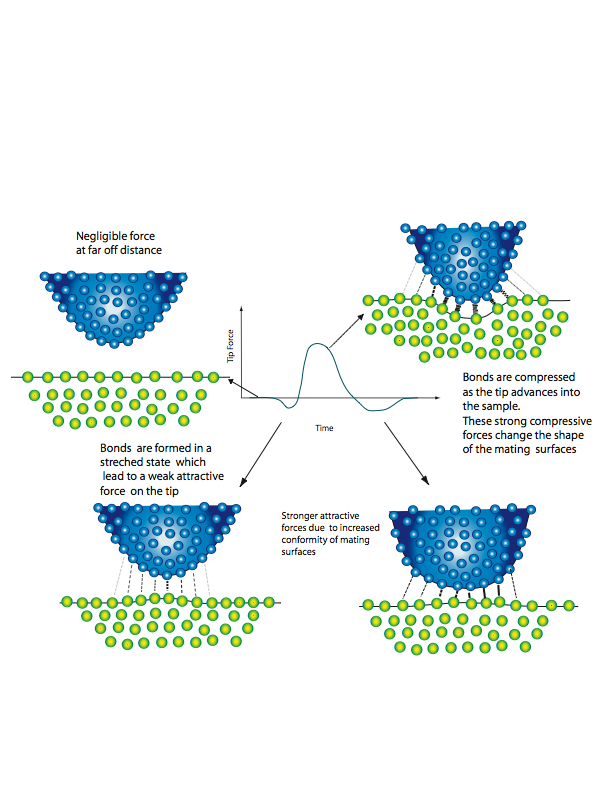 Negligible force
at far off distance
Tip Force
Time
Bonds are compressed
as the tip advances into
the sample.
These strong compressive
forces change the shape
of the mating surfaces
Bonds are formed in a
streched state which
lead to a weak attractive
force on the tip
Stronger attractive
forces due to increased
conformity of mating
surfaces